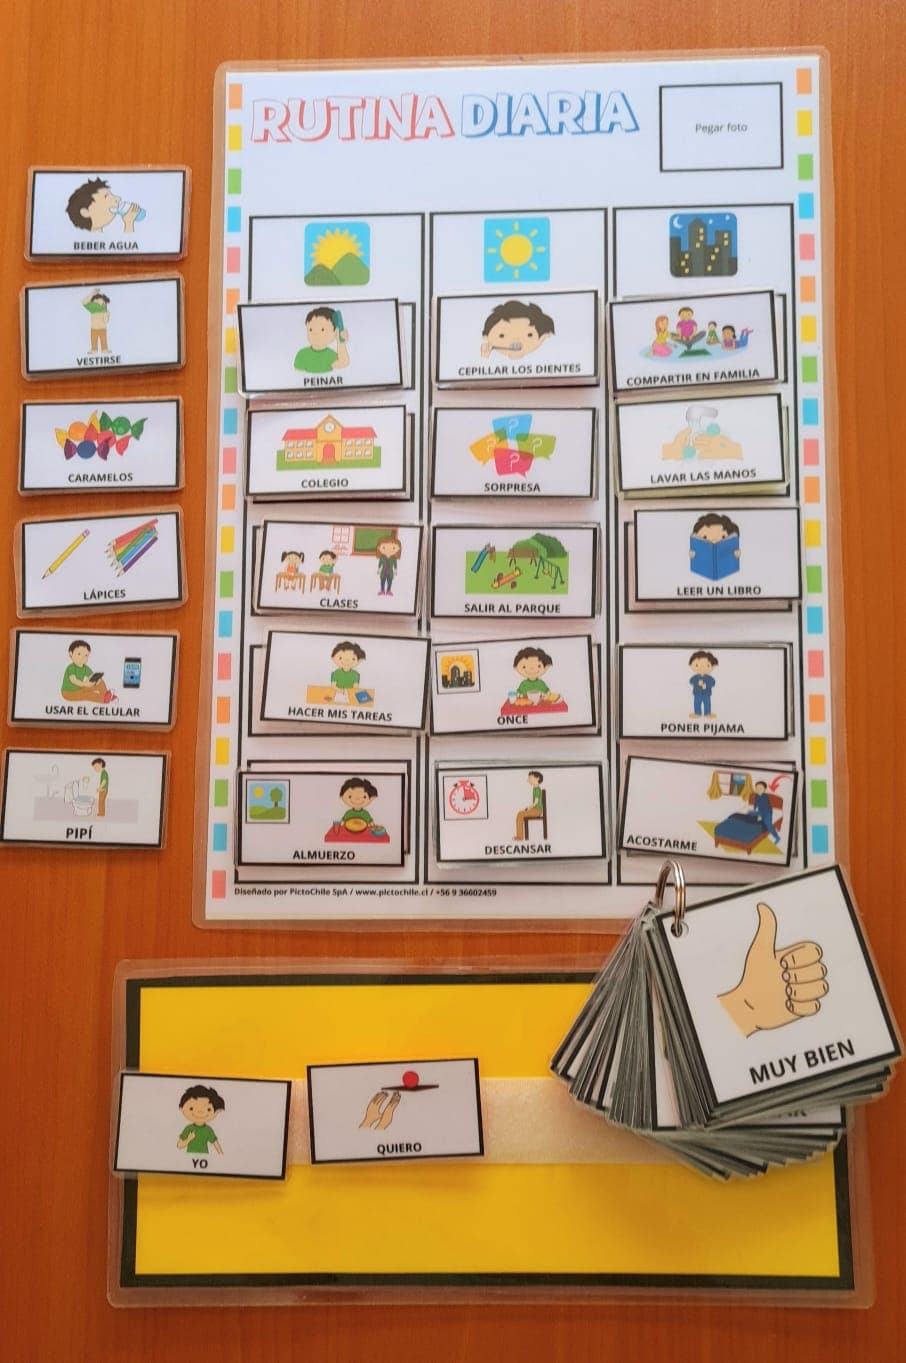 RUTINA DIARIA
Pegar foto
BEBER AGUA
VESTIRSE
CARAMELOS
LÁPICES
USAR EL CELULAR
PIPÍ
PEINAR
CEPILLAR LOS DIENTES
COMPARTIR EN FAMILIA
COLEGIO
SORPRESA
LAVAR LAS MANOS
CLASES
SALIR AL PARQUE
LEER UN LIBRO
HACER MIS TAREAS
ONCE
PONER PIJAMA
ALMUERZO
DESCANSAR
ACOSTARME
Diseñado por PictoChile SpA / www.pictochile.cl / +56 9 36602459
MUY BIEN
YO
QUIERO